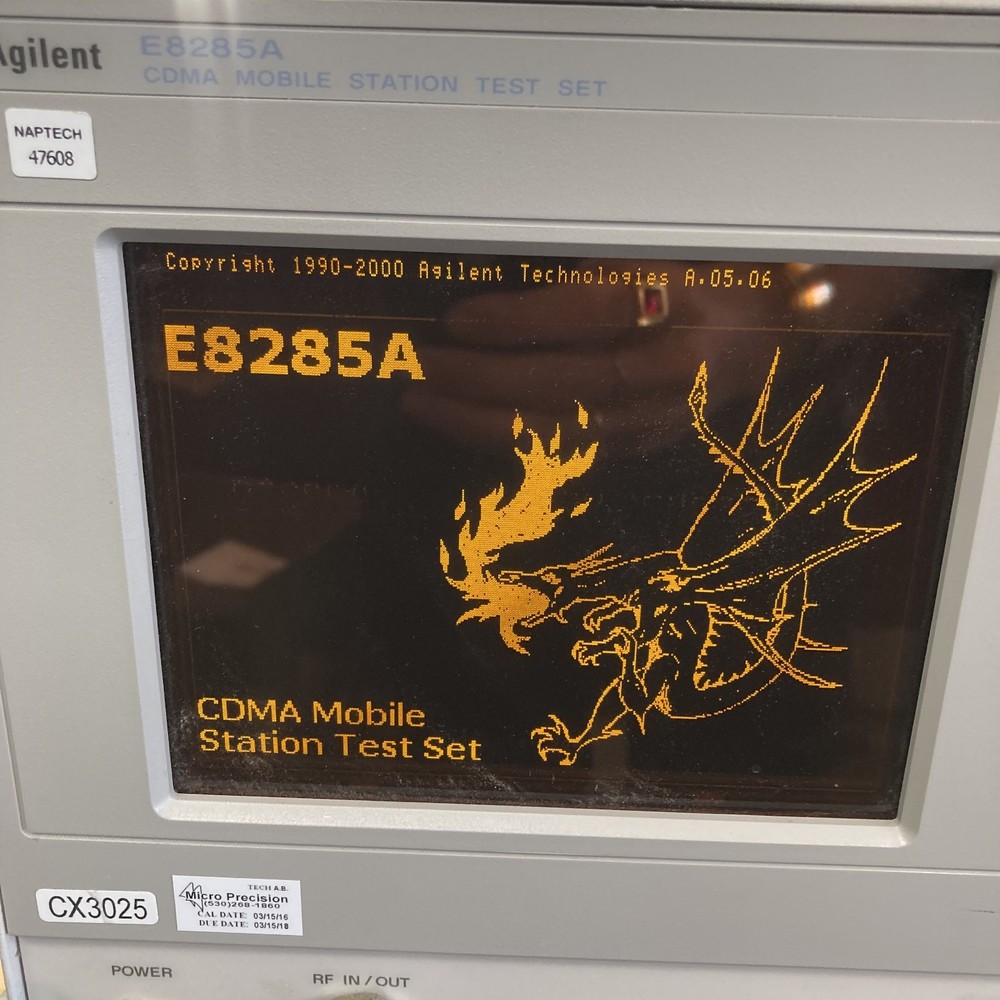 Agilent
E8285A
CDMA MOBILE STATION TEST SET
NAPTECH
47608
Copyright 1990-2000 Agilent Technologies A.05.06
E8285A
CDMA Mobile
Station Test Set
CX3025
TECH A.B.
Micro Precision
(530)268-1860
CAL DATE: 03/15/16
DUE DATE: 03/15/18
POWER
RF IN/OUT